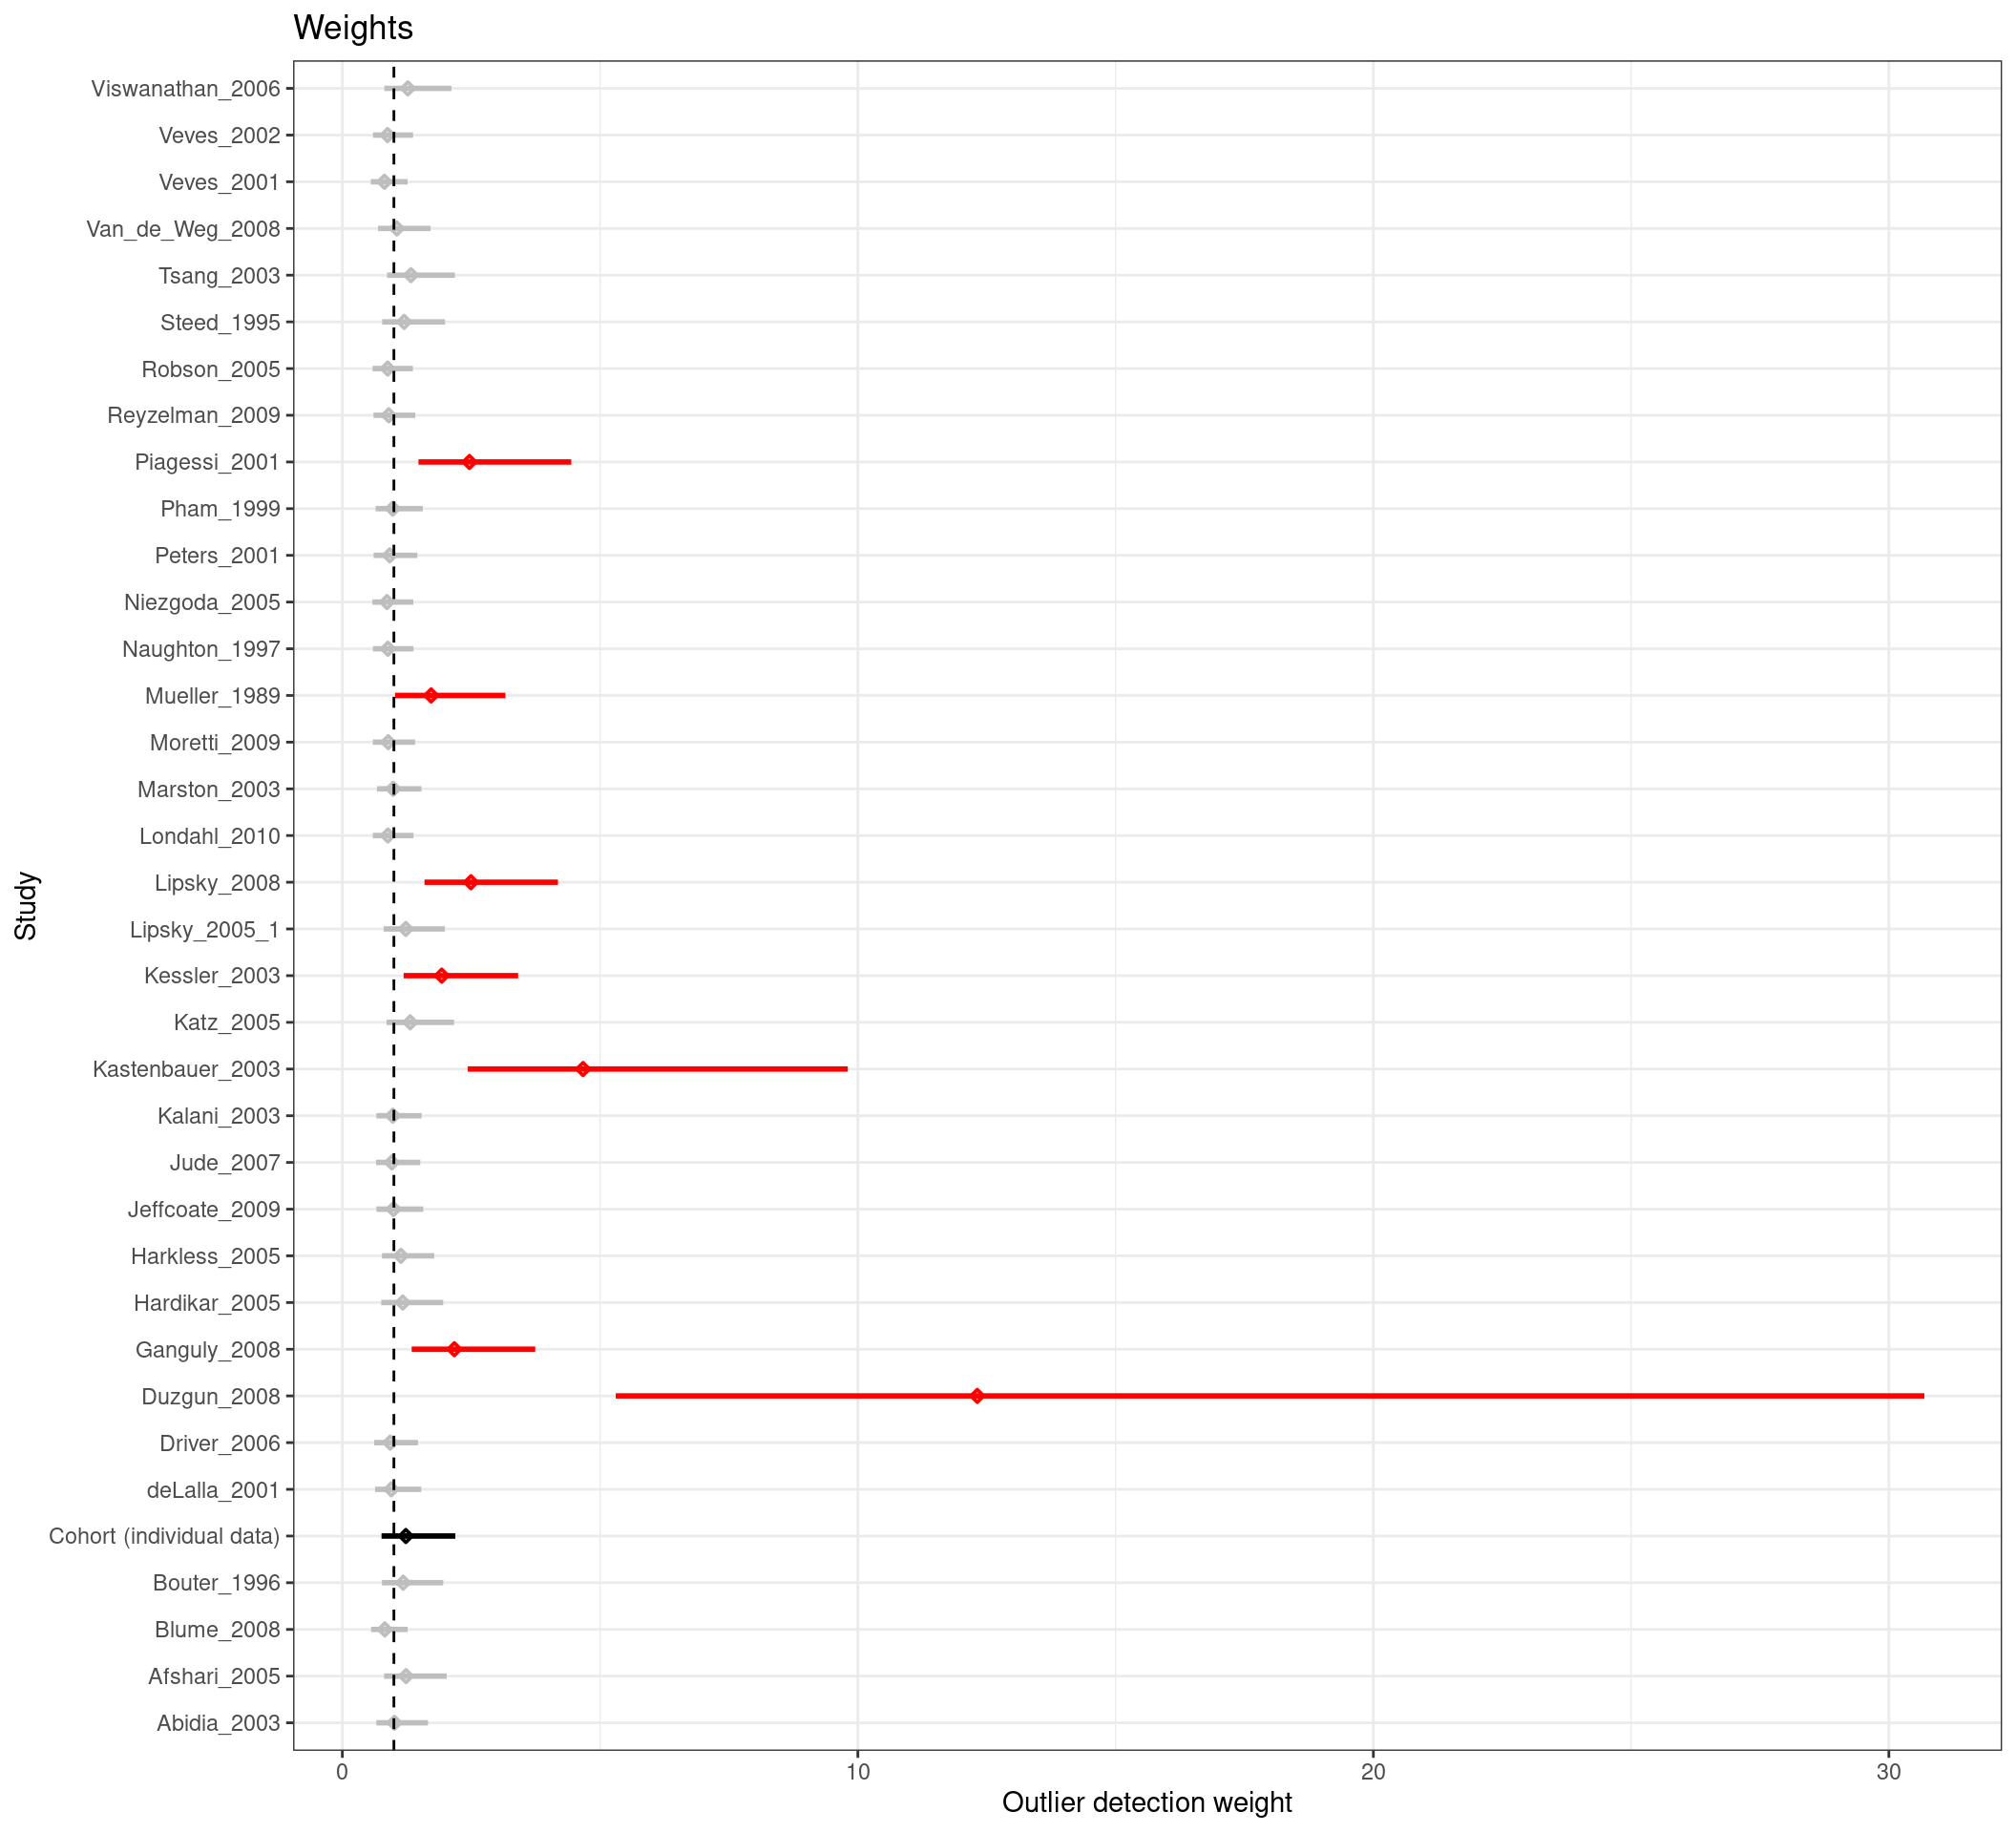 Weights
Viswanathan_2006
Veves_2002
Veves_2001
Van_de_Weg_2008
Tsang_2003
Steed_1995
Robson_2005
Reyzelman_2009
Piagessi_2001
Pham_1999
Peters_2001
Niezgoda_2005
Naughton_1997
Mueller_1989
Moretti_2009
Marston_2003
Londahl_2010
Lipsky_2008
Lipsky_2005_1
Kessler_2003
Katz_2005
Kastenbauer_2003
Kalani_2003
Jude_2007
Jeffcoate_2009
Harkless_2005
Hardikar_2005
Ganguly_2008
Duzgun_2008
Driver_2006
deLalla_2001
Cohort (individual data)
Bouter_1996
Blume_2008
Afshari_2005
Abidia_2003
Study
0 10 20 30
Outlier detection weight